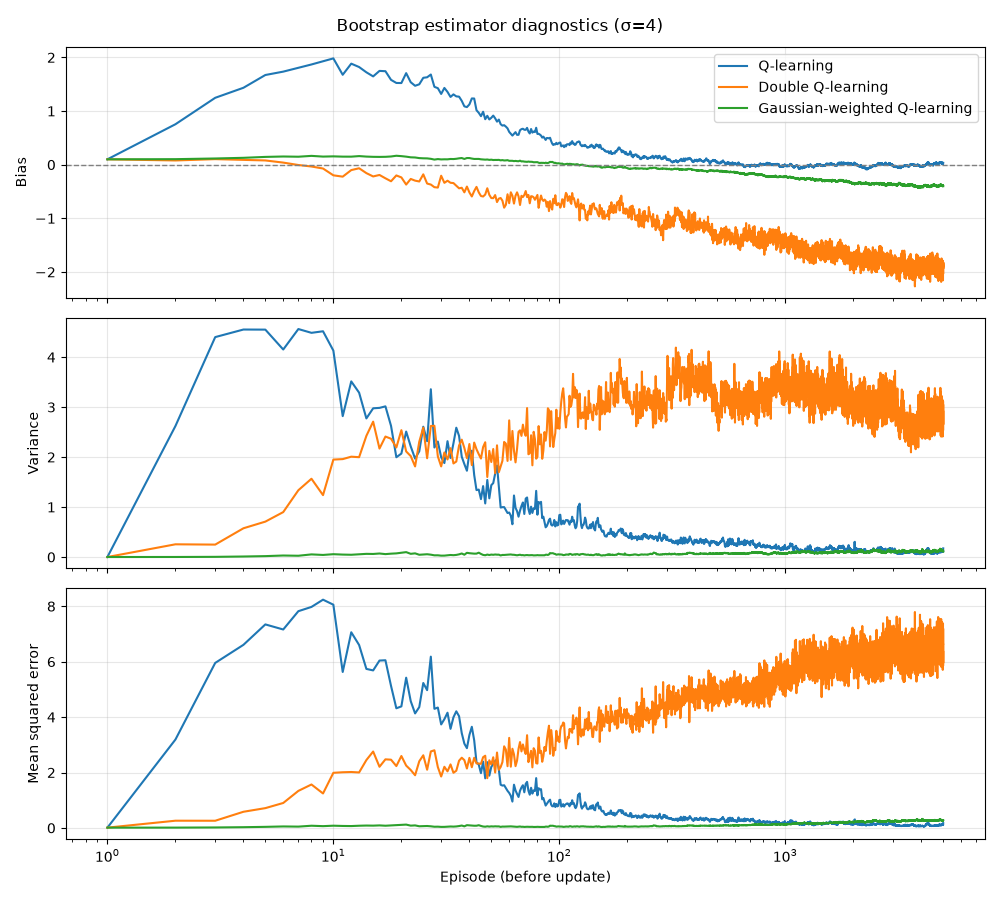 Bootstrap estimator diagnostics (σ=4)
2
1
0
−1
−2
Bias
Q-learning
Double Q-learning
Gaussian-weighted Q-learning
4
3
2
1
0
Variance
8
6
4
2
0
Mean squared error
10⁰ 10¹ 10² 10³
Episode (before update)